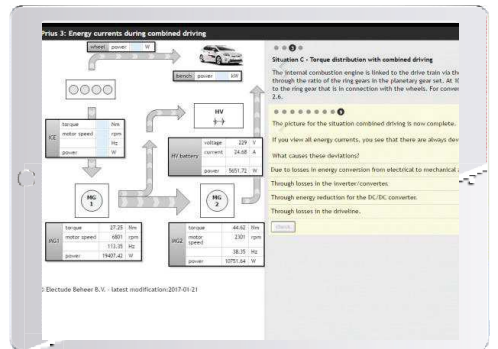 Prius 3: Energy currents during combined driving
wheel power W
bench power kW
HV
ICE
torque Nm
motor speed rpm
Hz
power W
HV battery
voltage 229 V
current 24.68 A
power 5651.72 W
MG 1
MG 2
MG1
torque 27.25 Nm
motor speed 6801 rpm
113.35 Hz
power 19407.42 W
MG2
torque 44.62 Nm
motor speed 2301 rpm
38.35 Hz
power 10751.64 W
Electude Beheer B.V. - latest modification:2017-01-21
2
Situation C - Torque distribution with combined driving
The internal combustion engine is linked to the drive train via th
through the ratio of the ring gears in the planetary gear set. At
to the ring gear that is in connection with the wheels. For conver
2.6.
The picture for the situation combined driving is now complete.
If you view all energy currents, you see that there are always dev
What causes these deviations?
Due to losses in energy conversion from electrical to mechanical
Through losses in the inverter/converter.
Through energy reduction for the DC/DC converter.
Through losses in the driveline.
check